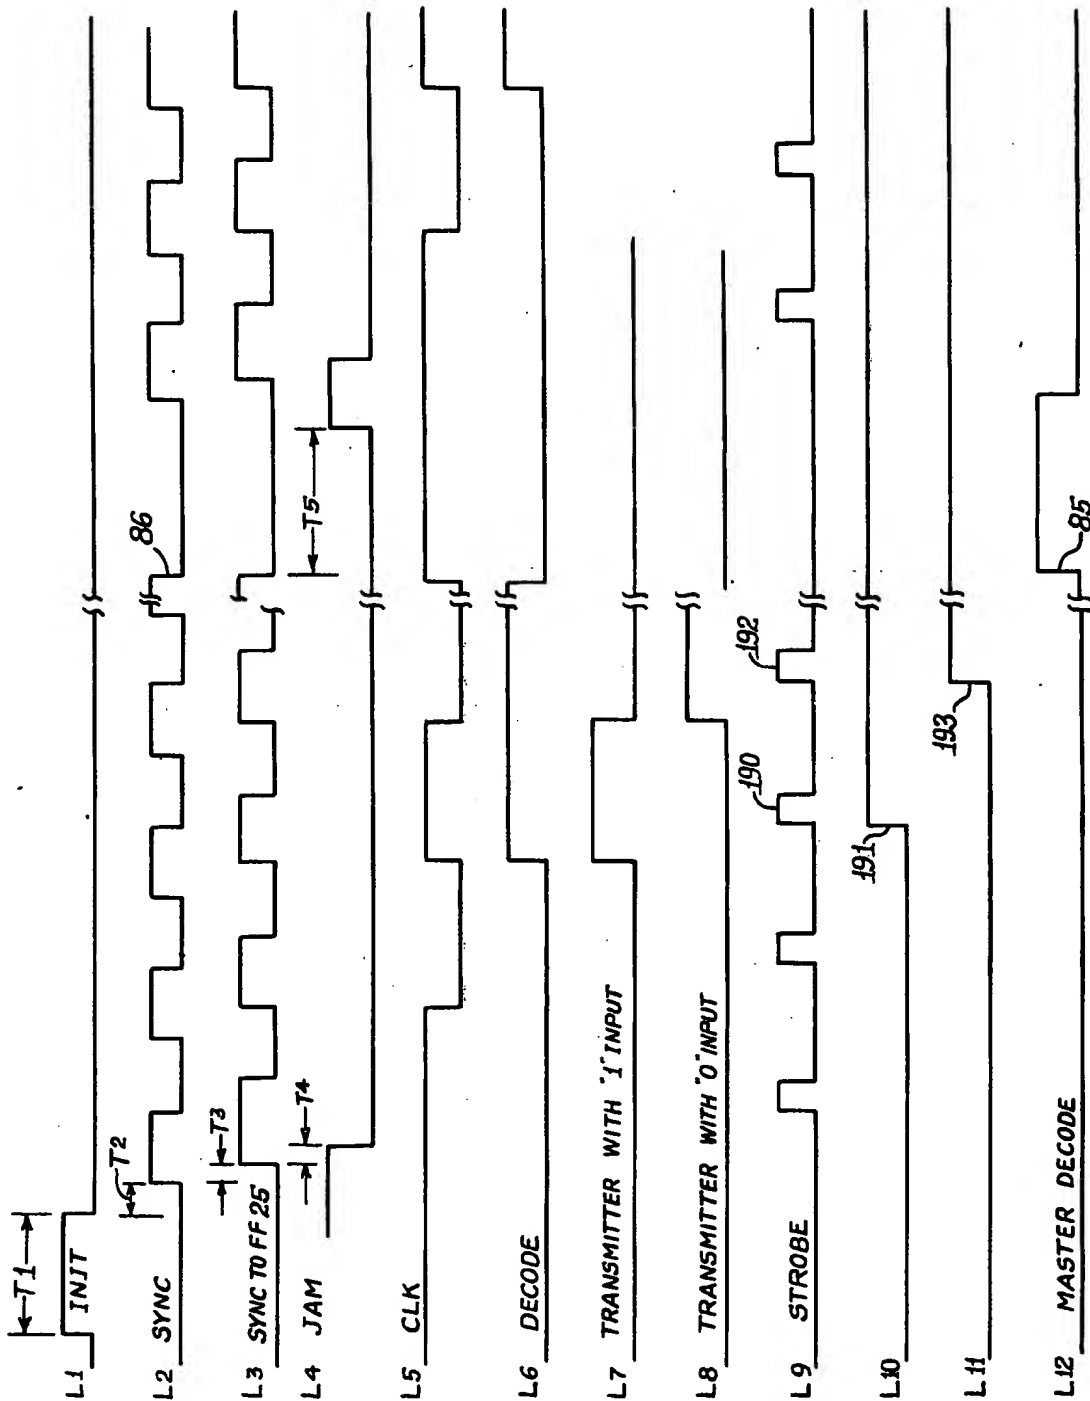 L1 INIT T1
L2 SYNC T2 86
L3 SYNC TO FF 25 T3
L4 JAM T4 T5
L5 CLK
L6 DECODE
L7 TRANSMITTER WITH "1" INPUT
L8 TRANSMITTER WITH "0" INPUT
L9 STROBE 190 192
L10 191
L11 193
L12 MASTER DECODE 85